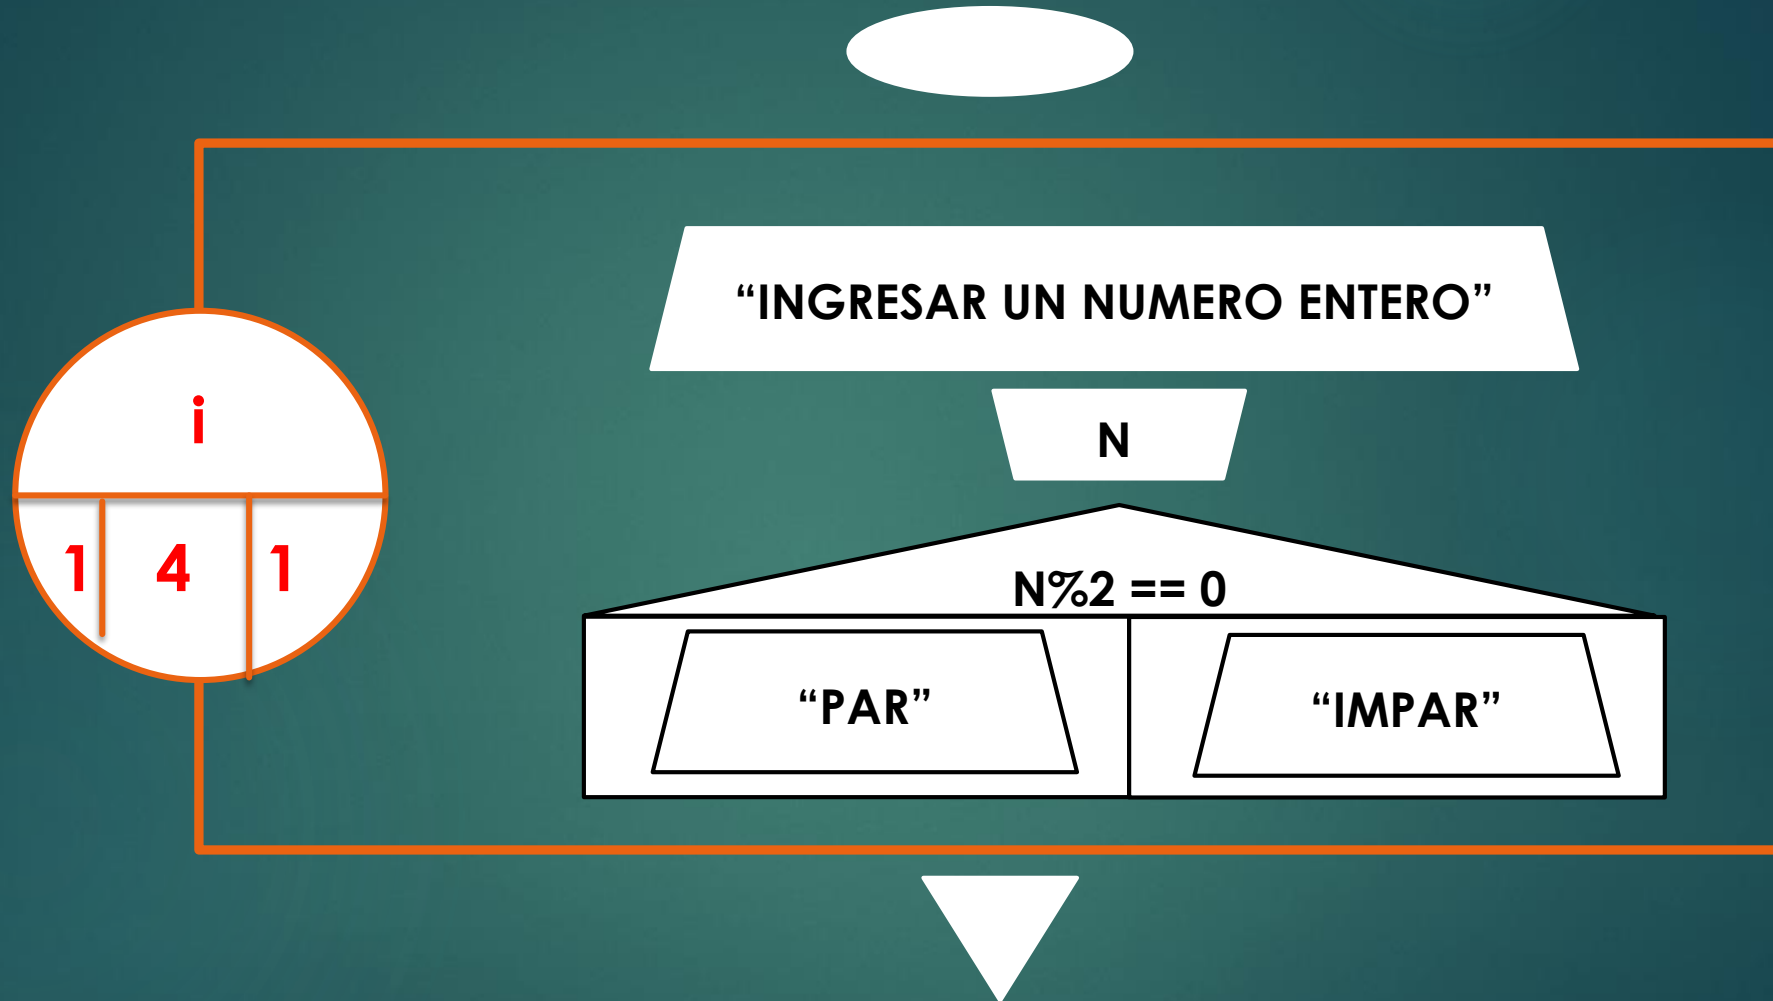 “INGRESAR UN NUMERO ENTERO”
N
i
1 4 1
N%2 == 0
“PAR” “IMPAR”